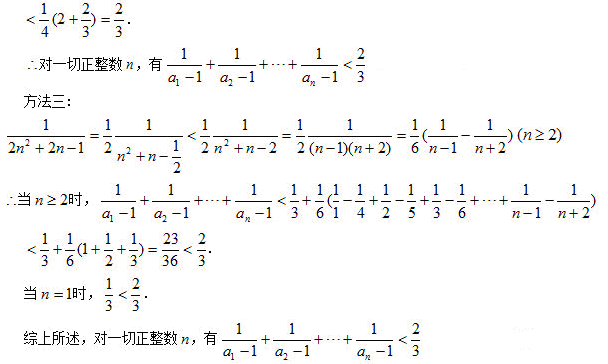 $< \frac{1}{4}(2 + \frac{2}{3}) = \frac{2}{3}.$
∴对一切正整数 $n$，有 $\frac{1}{a_1 - 1} + \frac{1}{a_2 - 1} + \cdots + \frac{1}{a_n - 1} < \frac{2}{3}$
方法三：
$\frac{1}{2n^2 + 2n - 1} = \frac{1}{2} \frac{1}{n^2 + n - \frac{1}{2}} < \frac{1}{2} \frac{1}{n^2 + n - 2} = \frac{1}{2} \frac{1}{(n-1)(n+2)} = \frac{1}{6}(\frac{1}{n-1} - \frac{1}{n+2}) \ (n \geq 2)$
∴当 $n \geq 2$时，$\frac{1}{a_1 - 1} + \frac{1}{a_2 - 1} + \cdots + \frac{1}{a_n - 1} < \frac{1}{3} + \frac{1}{6}(\frac{1}{1} - \frac{1}{4} + \frac{1}{2} - \frac{1}{5} + \frac{1}{3} - \frac{1}{6} + \cdots + \frac{1}{n-1} - \frac{1}{n+2})$
$< \frac{1}{3} + \frac{1}{6}(1 + \frac{1}{2} + \frac{1}{3}) = \frac{23}{36} < \frac{2}{3}.$
当 $n = 1$时，$\frac{1}{3} < \frac{2}{3}.$
综上所述，对一切正整数 $n$，有 $\frac{1}{a_1 - 1} + \frac{1}{a_2 - 1} + \cdots + \frac{1}{a_n - 1} < \frac{2}{3}$